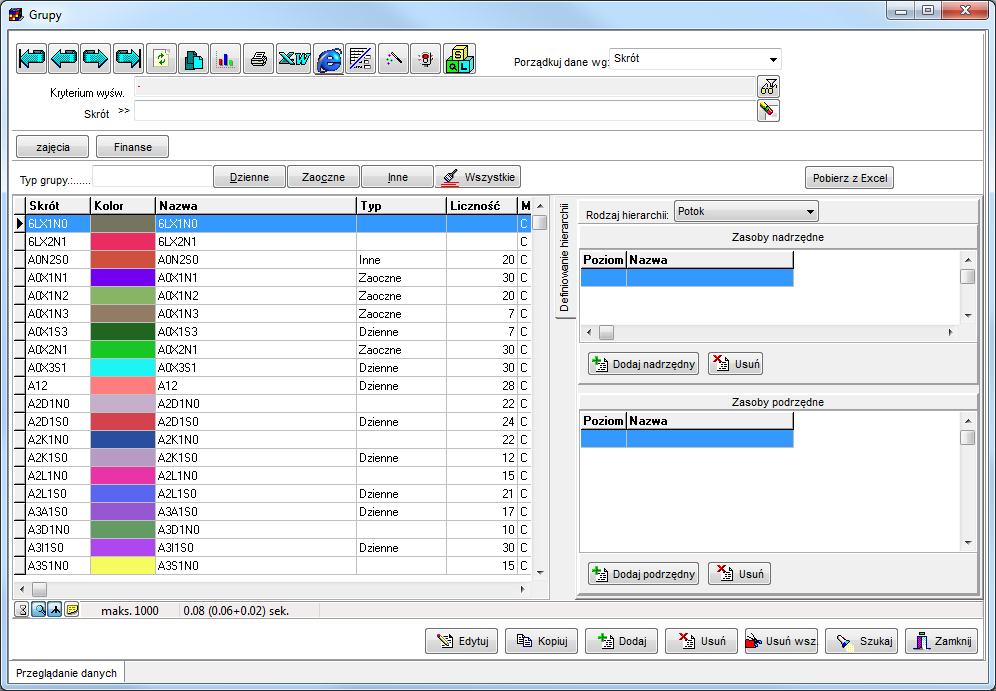 Grupy
Porządkuj dane wg: Skrót
Kryterium wyśw.
Skrót >>
zajęcia Finanse
Typ grupy.:...... Dzienne Zaoczne Inne Wszystkie Pobierz z Excel
Skrót Kolor Nazwa Typ Liczność M
6LX1N0 6LX1N0 C
6LX2N1 6LX2N1 C
A0N2S0 A0N2S0 Inne 20 C
A0X1N1 A0X1N1 Zaoczne 30 C
A0X1N2 A0X1N2 Zaoczne 20 C
A0X1N3 A0X1N3 Zaoczne 7 C
A0X1S3 A0X1S3 Dzienne 7 C
A0X2N1 A0X2N1 Zaoczne 30 C
A0X3S1 A0X3S1 Dzienne 30 C
A12 A12 Dzienne 28 C
A2D1N0 A2D1N0 22 C
A2D1S0 A2D1S0 Dzienne 24 C
A2K1N0 A2K1N0 22 C
A2K1S0 A2K1S0 Dzienne 12 C
A2L1N0 A2L1N0 15 C
A2L1S0 A2L1S0 Dzienne 21 C
A3A1S0 A3A1S0 Dzienne 17 C
A3D1N0 A3D1N0 10 C
A3I1S0 A3I1S0 Dzienne 30 C
A3S1N0 A3S1N0 15 C
Definiowanie hierarchii
Rodzaj hierarchii: Potok
Zasoby nadrzędne
Poziom Nazwa
Dodaj nadrzędny Usuń
Zasoby podrzędne
Poziom Nazwa
Dodaj podrzędny Usuń
maks. 1000 0.08 (0.06+0.02) sek.
Edytuj Kopiuj Dodaj Usuń Usuń wsz. Szukaj Zamknij
Przeglądanie danych